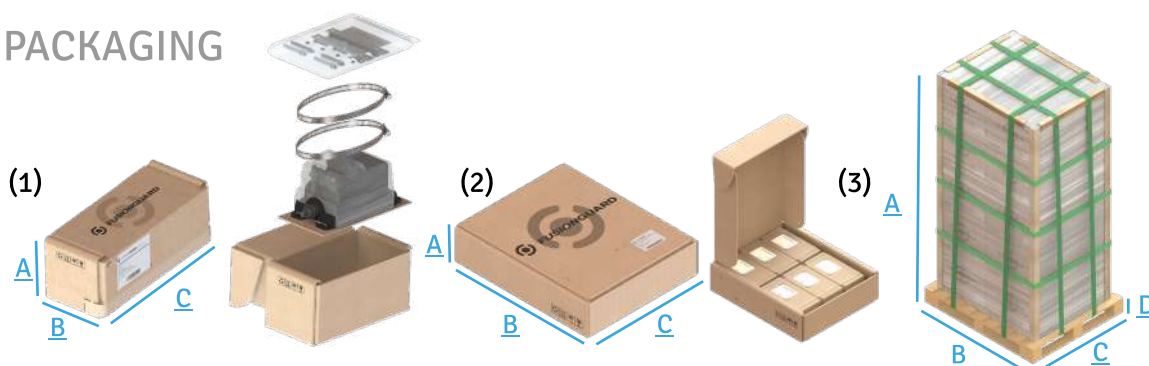 PACKAGING
(1)
FUSIONGUARD
A
B
C
(2)
FUSIONGUARD
A
B
C
(3)
A
B
C
D